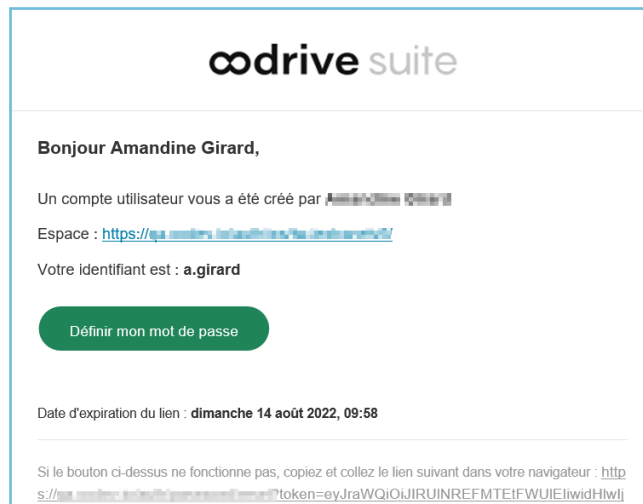 oodrive suite
Bonjour Amandine Girard,
Un compte utilisateur vous a été créé par
Espace : https://
Votre identifiant est : a.girard
Définir mon mot de passe
Date d'expiration du lien : dimanche 14 août 2022, 09:58
Si le bouton ci-dessus ne fonctionne pas, copiez et collez le lien suivant dans votre navigateur : http
s://